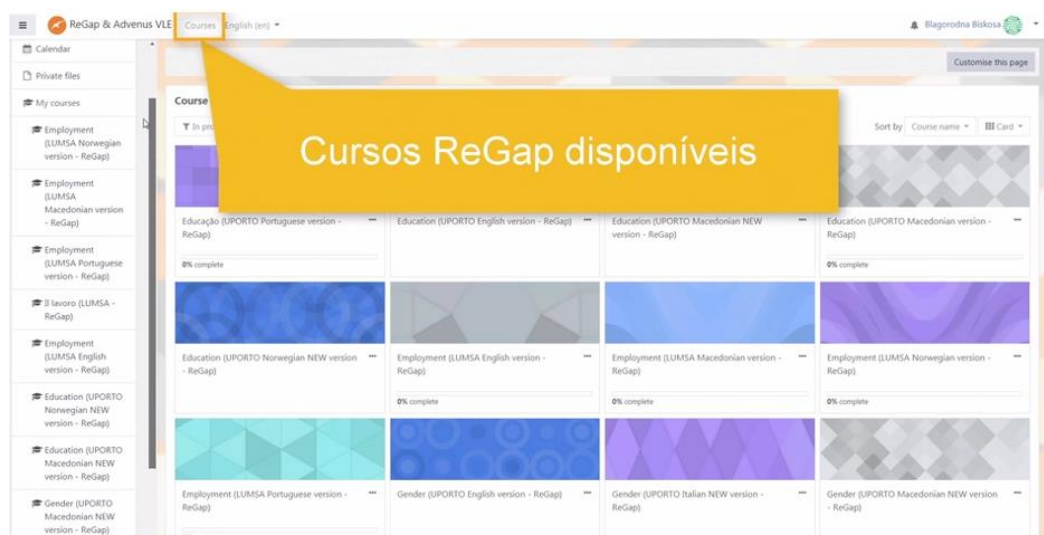 ReGap & Advenus VLE Courses English (en) Blagorodna Biskosa
Calendar
Private files
My courses
Employment
(LUMSA Norwegian
version - ReGap)
Employment
(LUMSA
Macedonian version
- ReGap)
Employment
(LUMSA Portuguese
version - ReGap)
Il lavoro (LUMSA -
ReGap)
Employment
(LUMSA English
version - ReGap)
Education (UPORTO
Norwegian NEW
version - ReGap)
Education (UPORTO
Macedonian NEW
version - ReGap)
Gender (UPORTO
Macedonian NEW
version - ReGap)
Customise this page
Course
In pro
Sort by Course name Card
Cursos ReGap disponíveis
Educação (UPORTO Portuguese version -
ReGap)
0% complete
Education (UPORTO English version - ReGap)
Education (UPORTO Macedonian NEW
version - ReGap)
Education (UPORTO Macedonian version -
ReGap)
0% complete
Education (UPORTO Norwegian NEW version
- ReGap)
Employment (LUMSA English version -
ReGap)
0% complete
Employment (LUMSA Macedonian version -
ReGap)
0% complete
Employment (LUMSA Norwegian version -
ReGap)
0% complete
Employment (LUMSA Portuguese version -
ReGap)
Gender (UPORTO English version - ReGap)
Gender (UPORTO Italian NEW version -
ReGap)
Gender (UPORTO Macedonian NEW version
- ReGap)